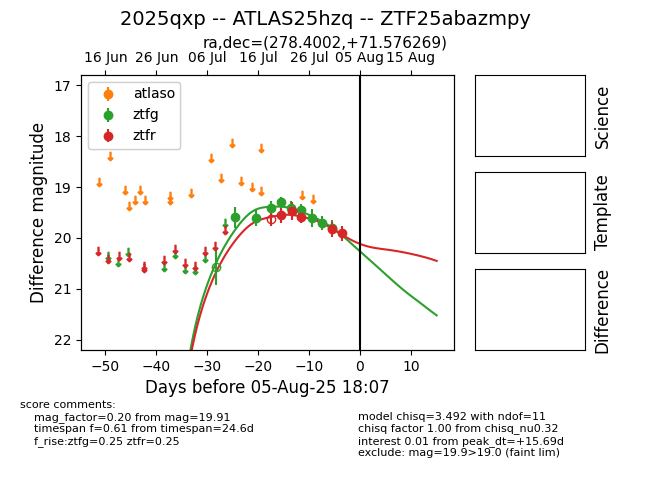 2025qxp -- ATLAS25hzq -- ZTF25abazmpy
ra,dec=(278.4002,+71.576269)
16 Jun 26 Jun 06 Jul 16 Jul 26 Jul 05 Aug 15 Aug
atlaso
ztfg
ztfr
17
18
19
20
21
22
Difference magnitude
−50 −40 −30 −20 −10 0 10
Days before 05-Aug-25 18:07
Science
Template
Difference
score comments:
mag_factor=0.20 from mag=19.91
timespan f=0.61 from timespan=24.6d
f_rise:ztfg=0.25 ztfr=0.25
model chisq=3.492 with ndof=11
chisq factor 1.00 from chisq_nu0.32
interest 0.01 from peak_dt=+15.69d
exclude: mag=19.9>19.0 (faint lim)